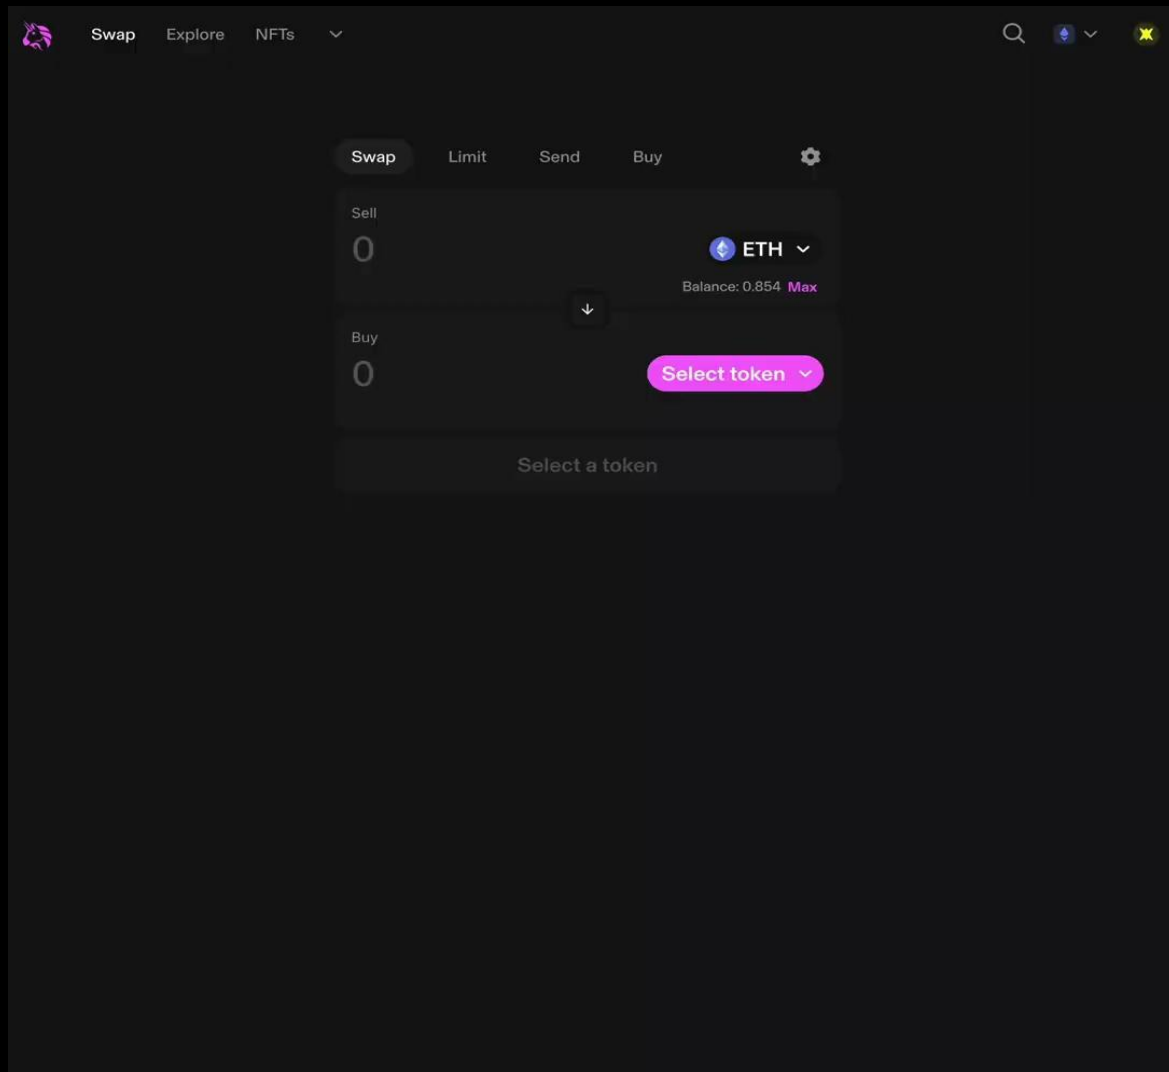 Swap Explore NFTs
Swap Limit Send Buy
Sell
0
ETH
Balance: 0.854 Max
Buy
0
Select token
Select a token